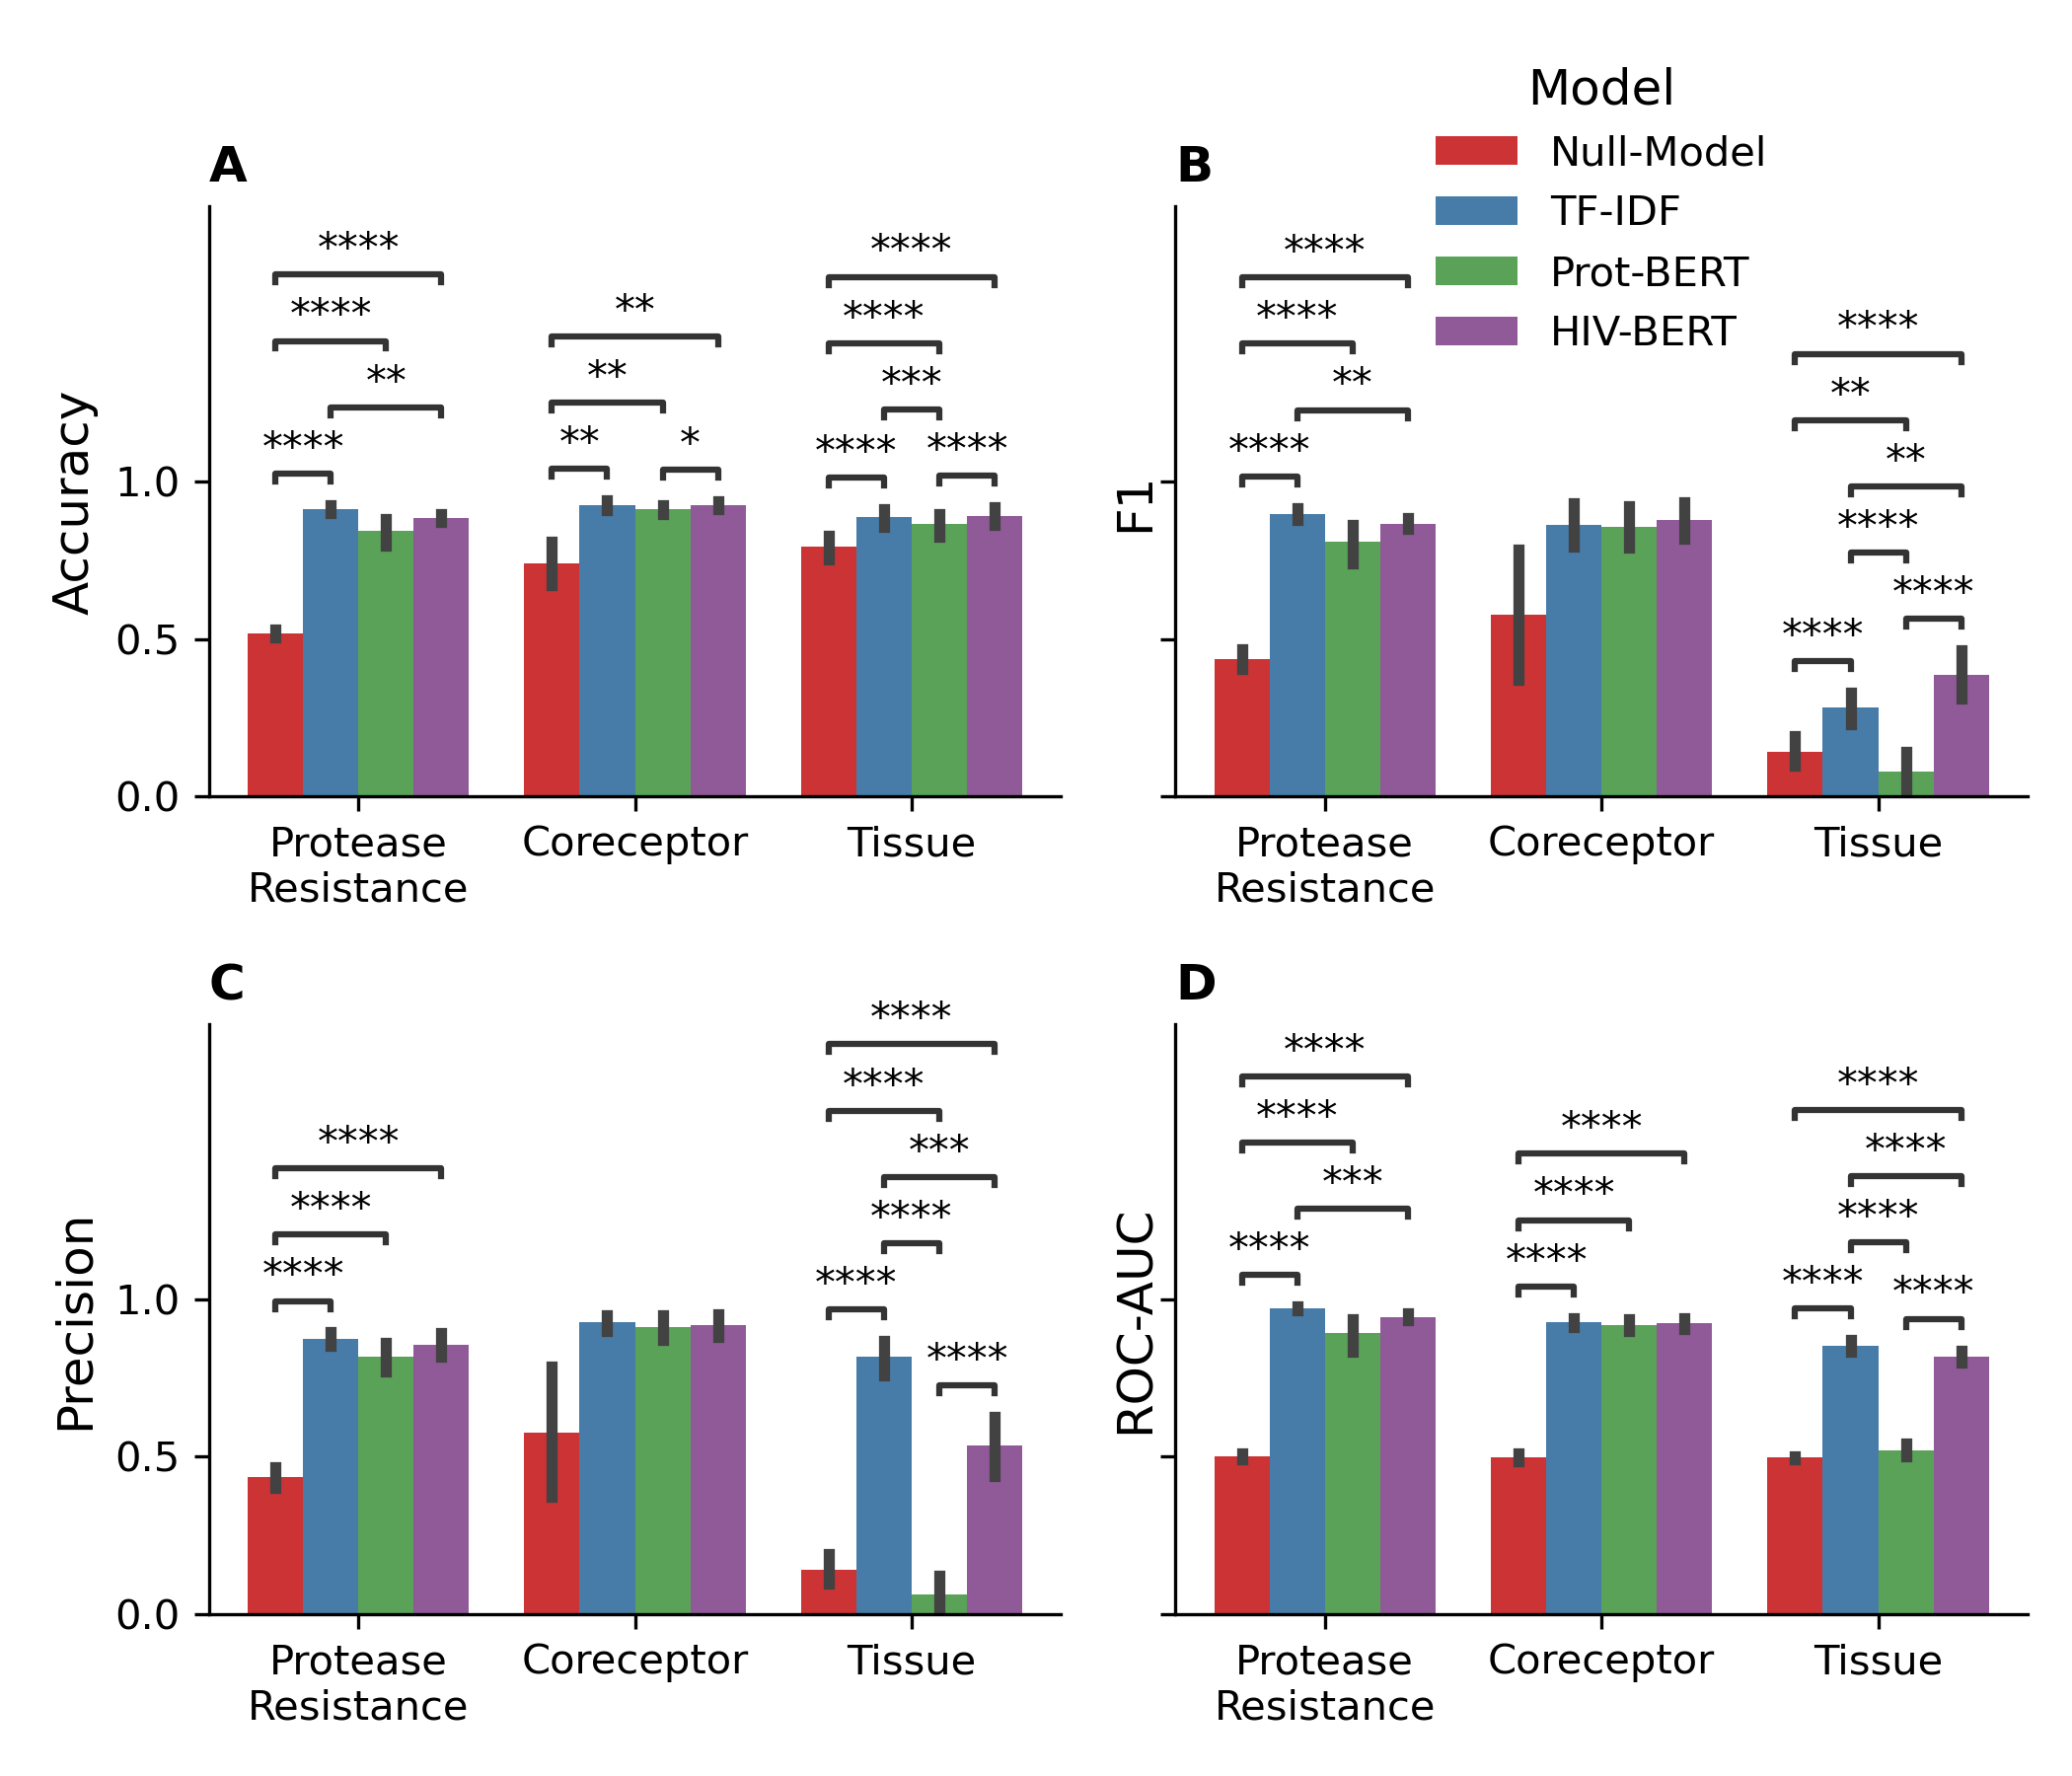 Model
Null-Model
TF-IDF
Prot-BERT
HIV-BERT
A
Accuracy
1.0
0.5
0.0
****
****
**
****
**
**
**
*
****
****
***
****
****
Protease
Resistance
Coreceptor
Tissue
B
F1
****
****
**
****
****
**
**
****
****
****
Protease
Resistance
Coreceptor
Tissue
C
Precision
1.0
0.5
0.0
****
****
****
****
****
***
****
****
****
Protease
Resistance
Coreceptor
Tissue
D
ROC-AUC
****
****
***
****
****
****
****
****
****
****
****
****
Protease
Resistance
Coreceptor
Tissue